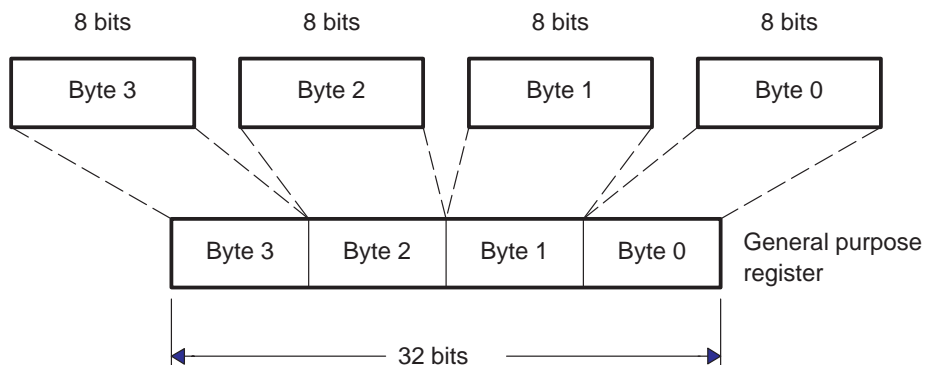 8 bits 8 bits 8 bits 8 bits
Byte 3 Byte 2 Byte 1 Byte 0
Byte 3 Byte 2 Byte 1 Byte 0
General purpose
register
32 bits